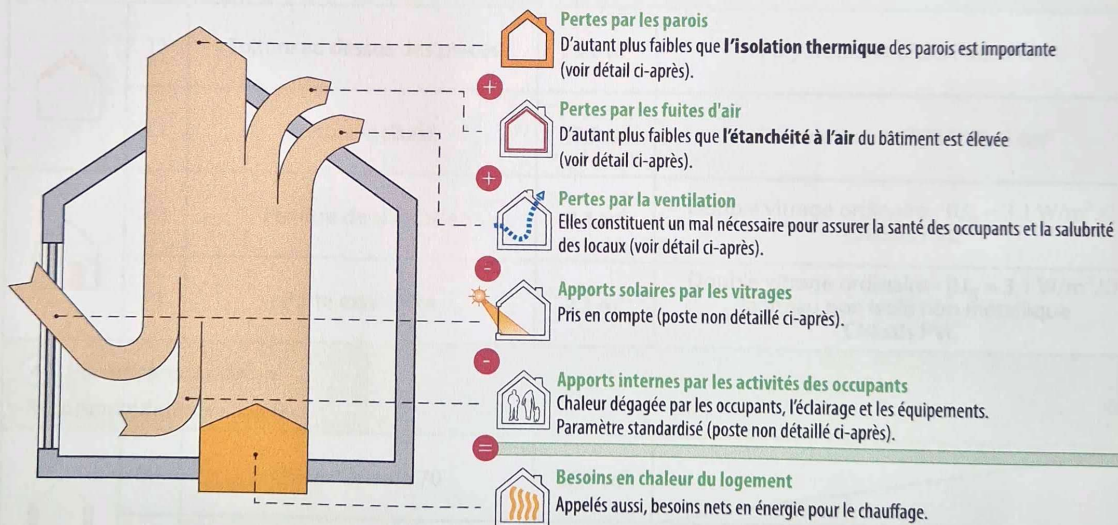 Pertes par les parois
D'autant plus faibles que l'isolation thermique des parois est importante
(voir détail ci-après).
+
Pertes par les fuites d'air
D'autant plus faibles que l'étanchéité à l'air du bâtiment est élevée
(voir détail ci-après).
+
Pertes par la ventilation
Elles constituent un mal nécessaire pour assurer la santé des occupants et la salubrité
des locaux (voir détail ci-après).
-
Apports solaires par les vitrages
Pris en compte (poste non détaillé ci-après).
-
Apports internes par les activités des occupants
Chaleur dégagée par les occupants, l'éclairage et les équipements.
Paramètre standardisé (poste non détaillé ci-après).
=
Besoins en chaleur du logement
Appelés aussi, besoins nets en énergie pour le chauffage.